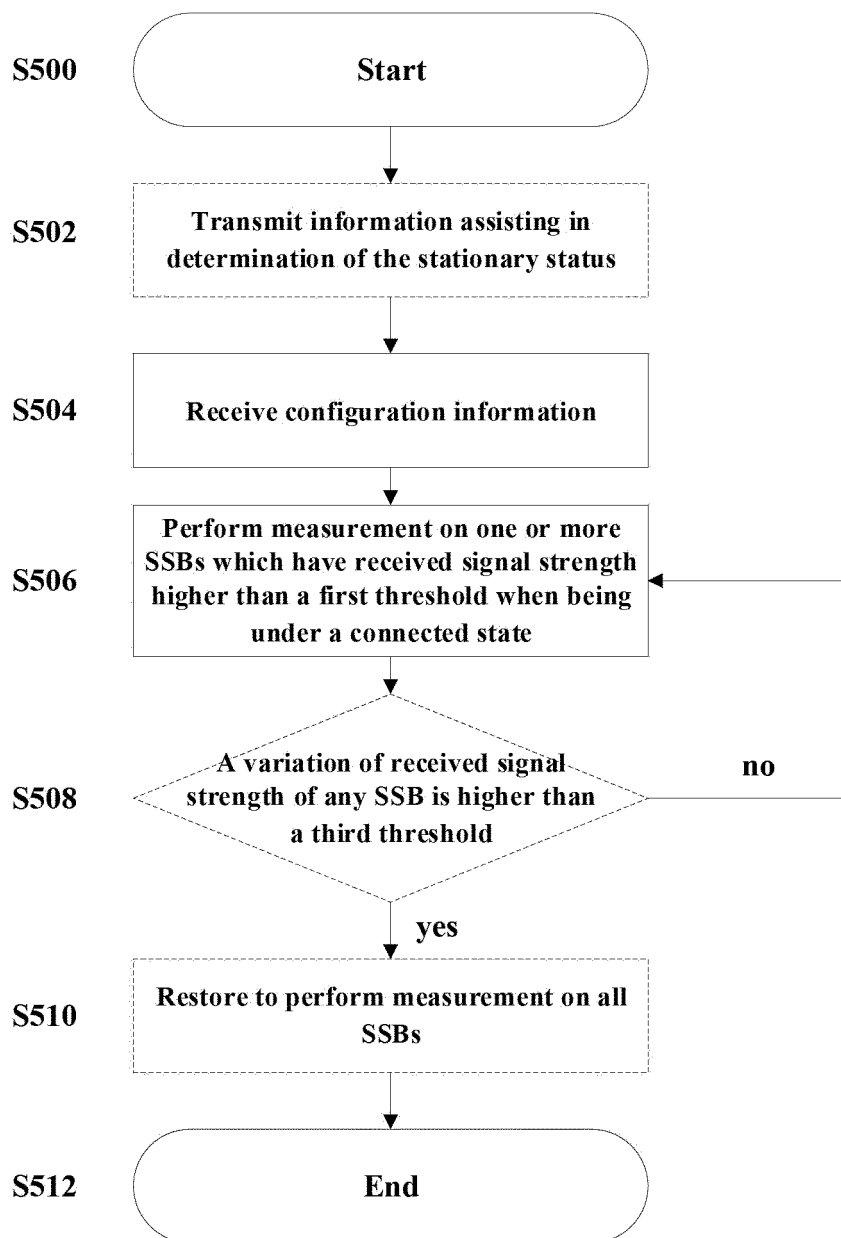 S500
Start
S502
Transmit information assisting in
determination of the stationary status
S504
Receive configuration information
S506
Perform measurement on one or more
SSBs which have received signal strength
higher than a first threshold when being
under a connected state
S508
A variation of received signal
strength of any SSB is higher than
a third threshold
no
yes
S510
Restore to perform measurement on all
SSBs
S512
End